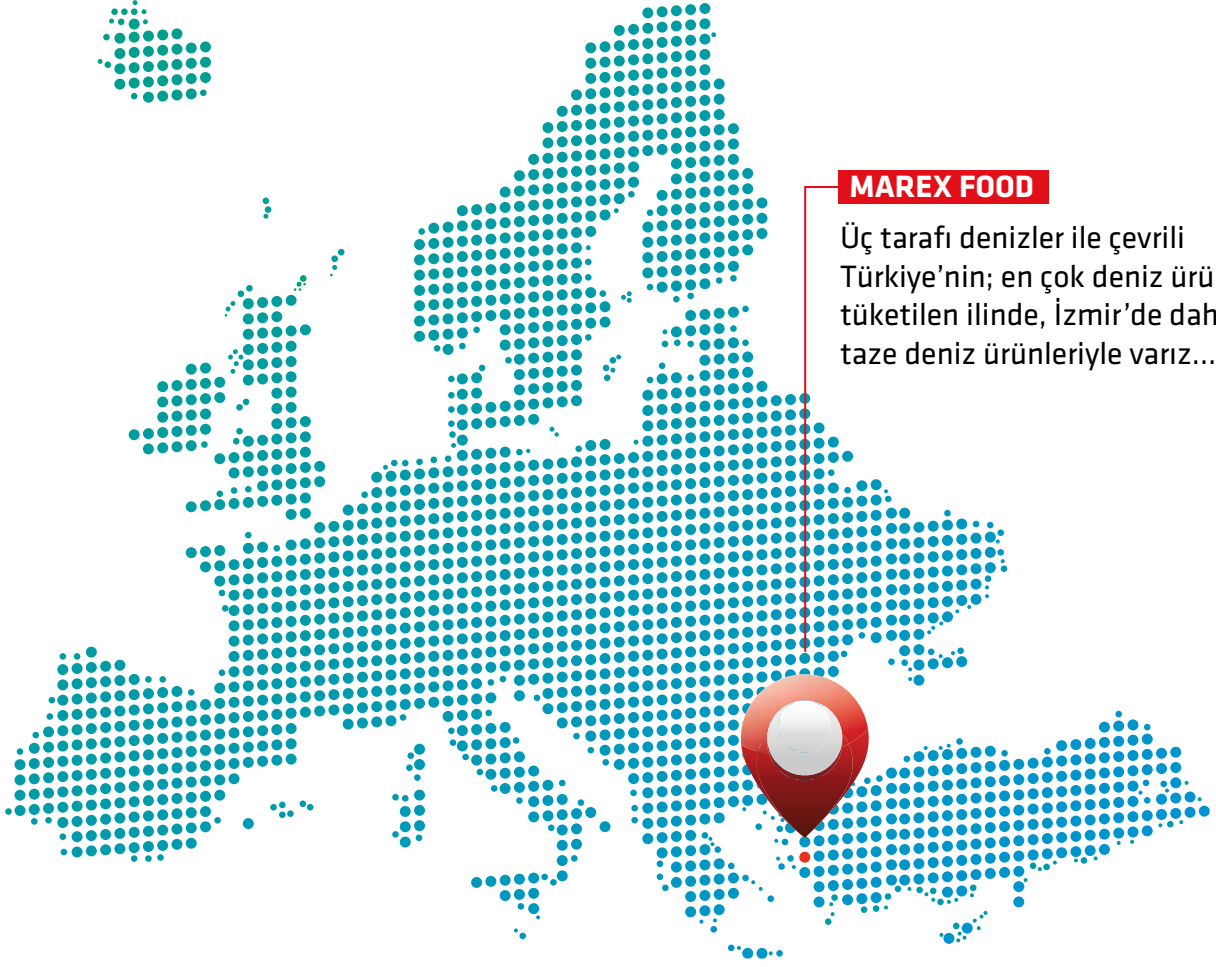 MAREX FOOD
Üç tarafı denizler ile çevrili
Türkiye’nin; en çok deniz ürü
tüketilen ilinde, İzmir’de dah
taze deniz ürünleriyle varız...